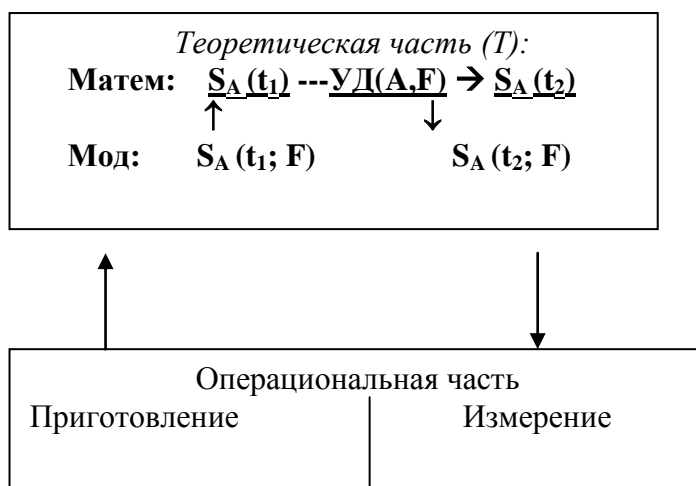 Теоретическая часть (Т):
Матем: S_A (t_1) ---УД(A,F) → S_A (t_2)
↑ ↓
Мод: S_A (t_1; F) S_A (t_2; F)
Операциональная часть
Приготовление Измерение